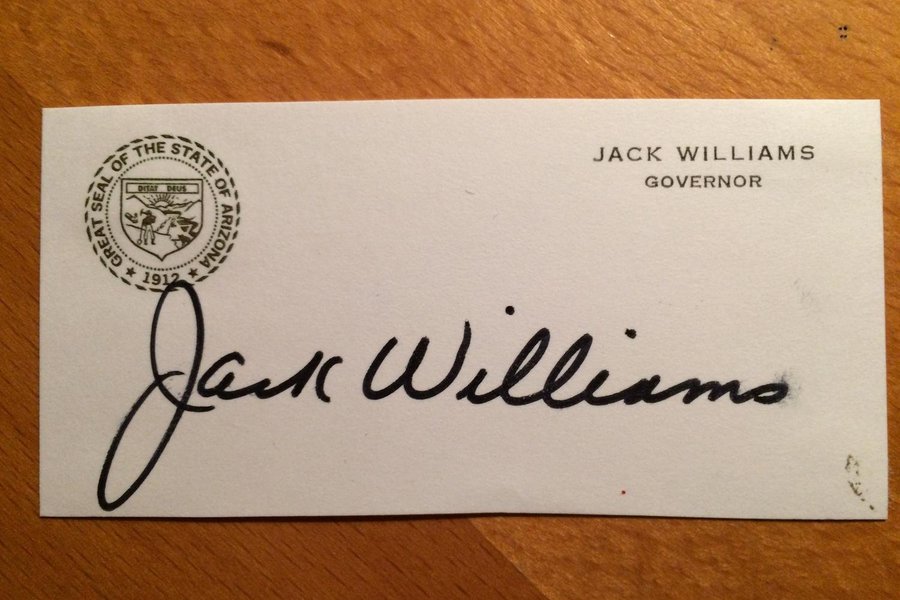 GREAT SEAL OF THE STATE OF ARIZONA
DITAT DEUS
1912
JACK WILLIAMS
GOVERNOR
Jack Williams